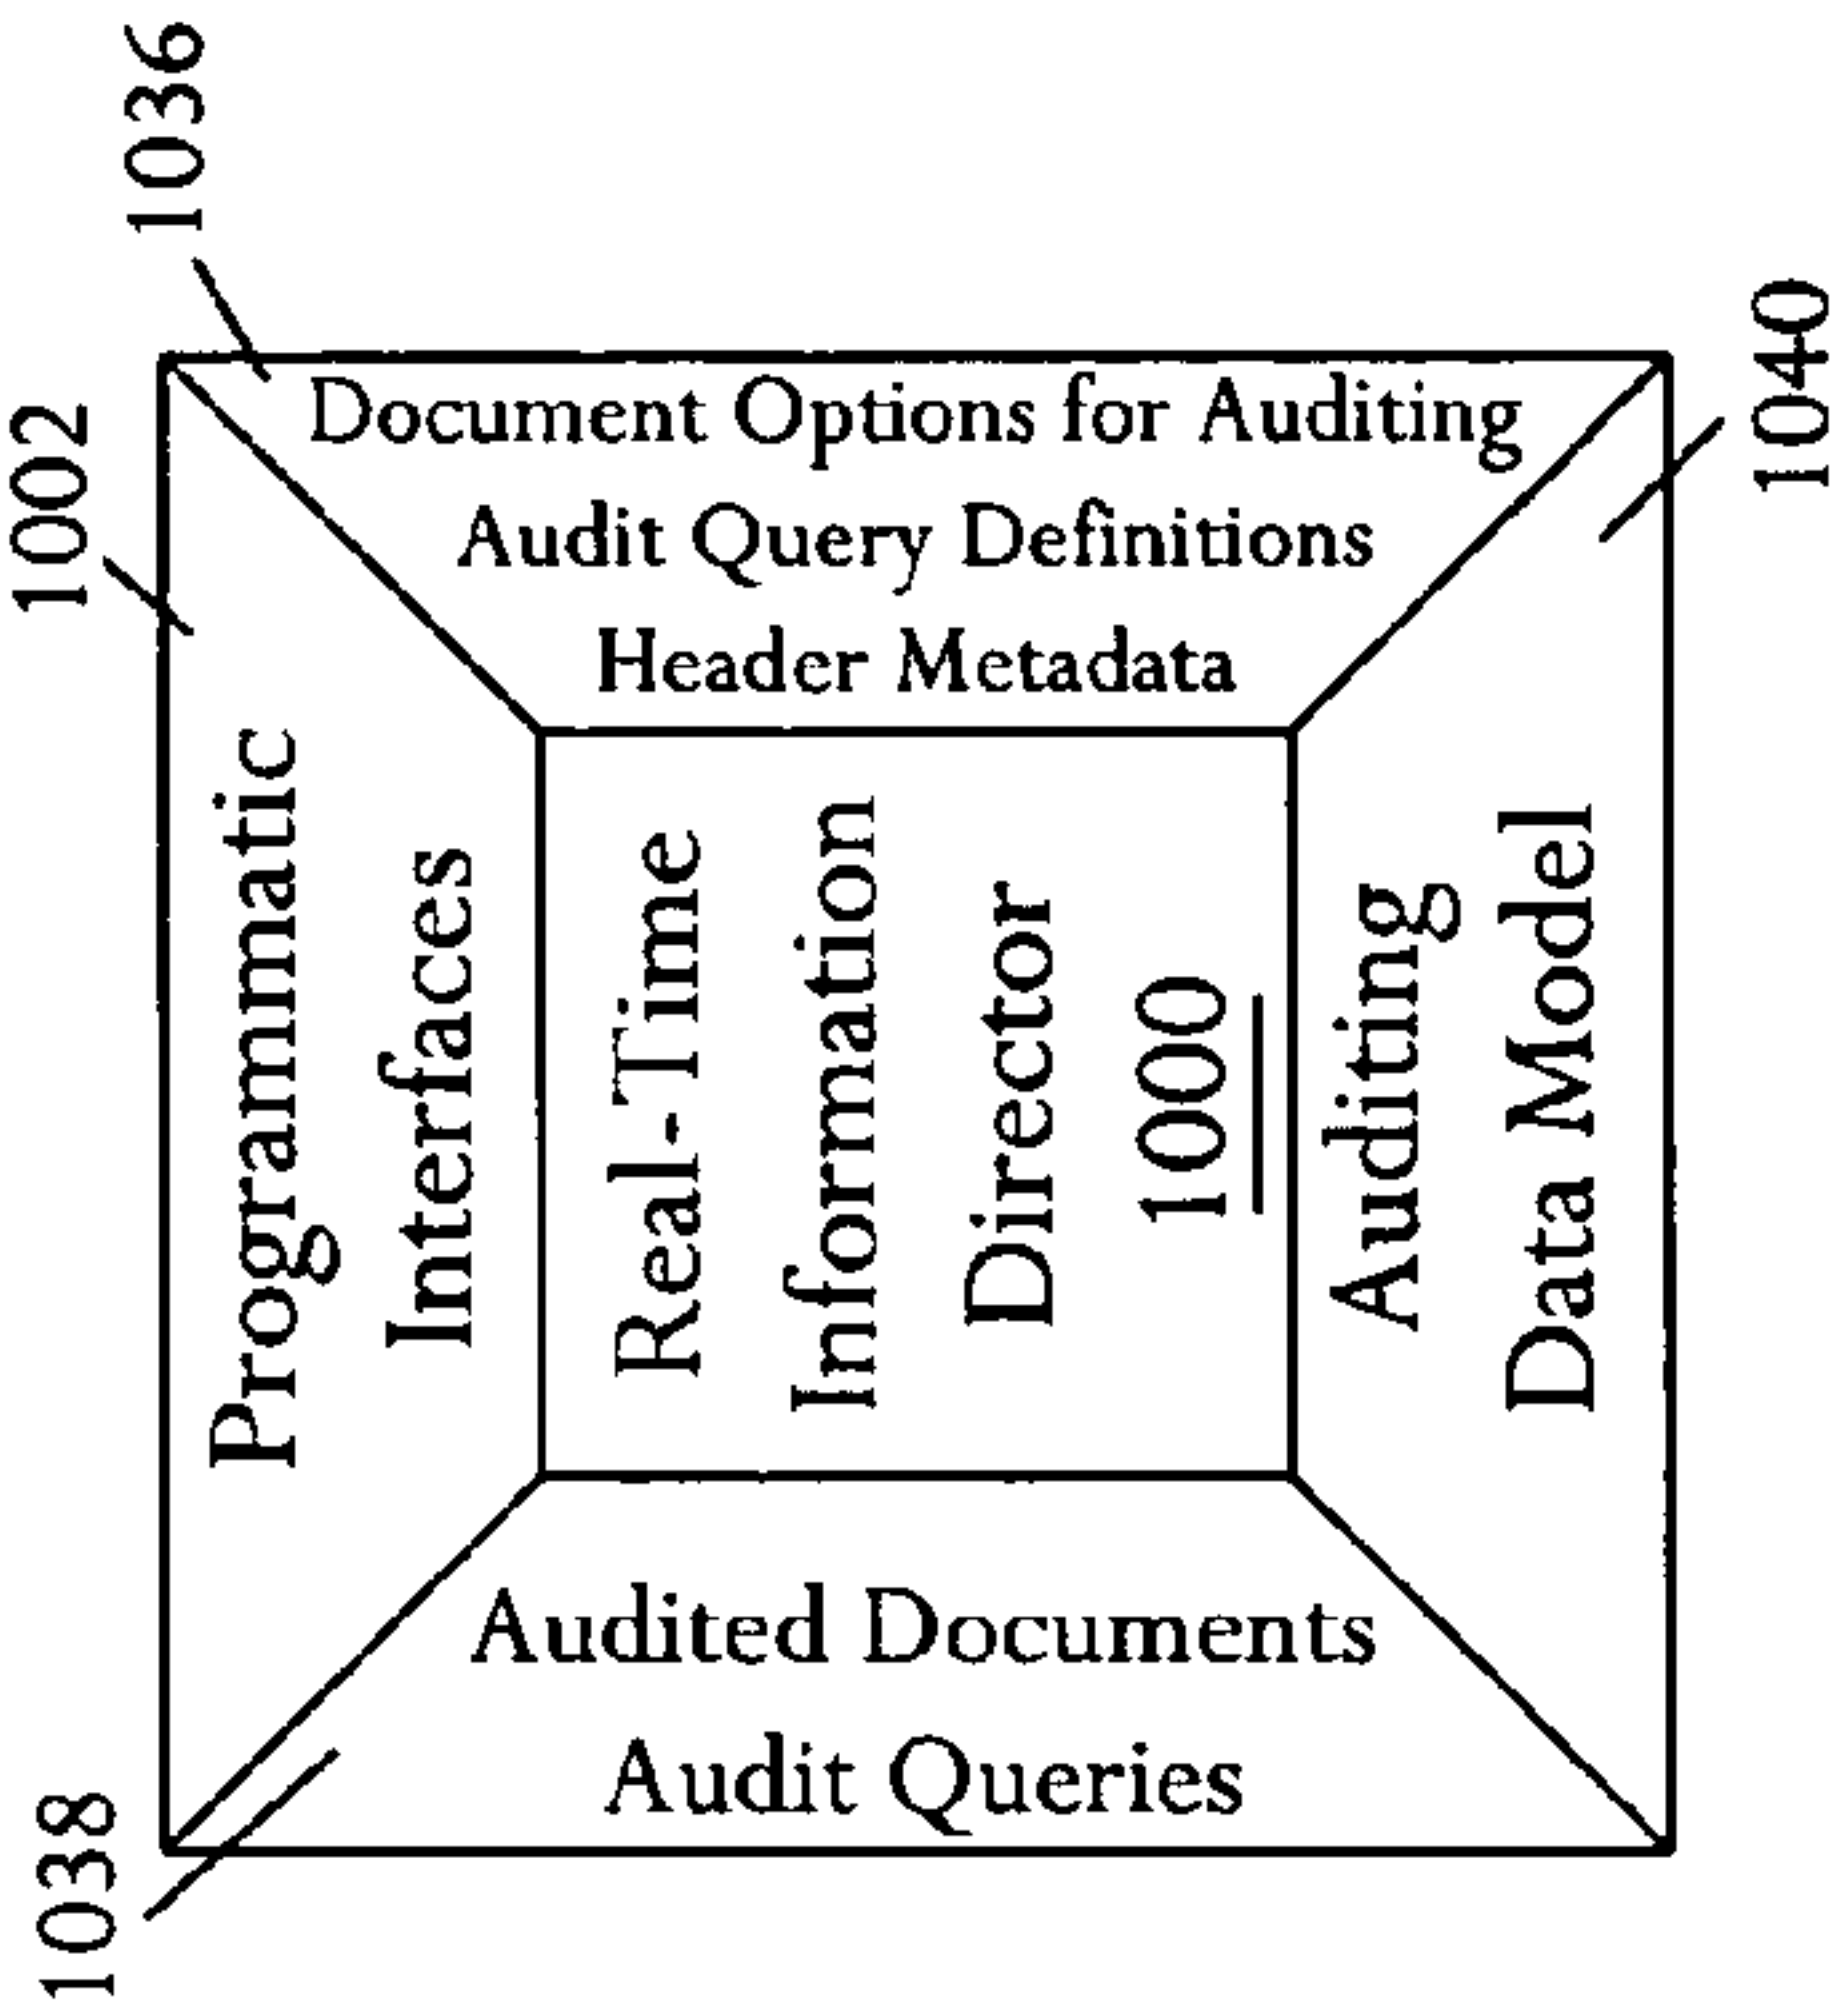 1036
1002
Document Options for Auditing
Audit Query Definitions
Header Metadata
1040
Programmatic
Interfaces
Real-Time
Information
Director
1000
Auditing
Data Model
Audited Documents
Audit Queries
1038